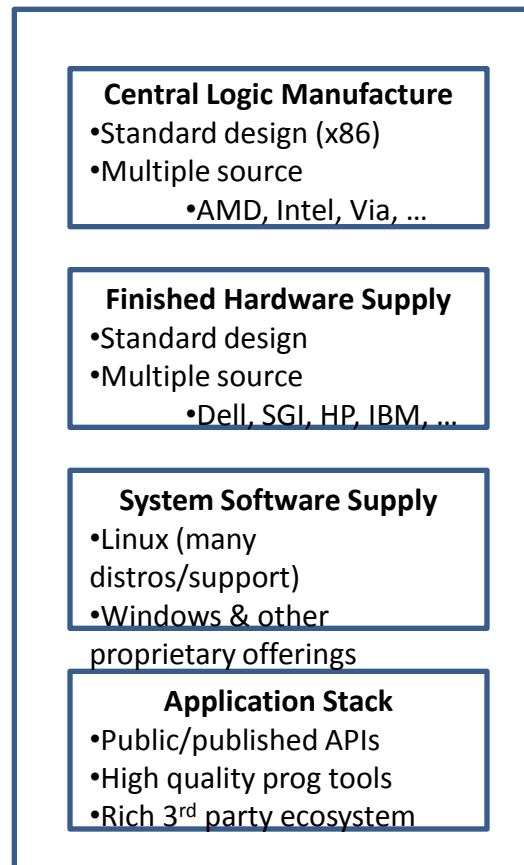 Central Logic Manufacture
•Standard design (x86)
•Multiple source
•AMD, Intel, Via, …
Finished Hardware Supply
•Standard design
•Multiple source
•Dell, SGI, HP, IBM, …
System Software Supply
•Linux (many
distros/support)
•Windows & other
proprietary offerings
Application Stack
•Public/published APIs
•High quality prog tools
•Rich 3rd party ecosystem